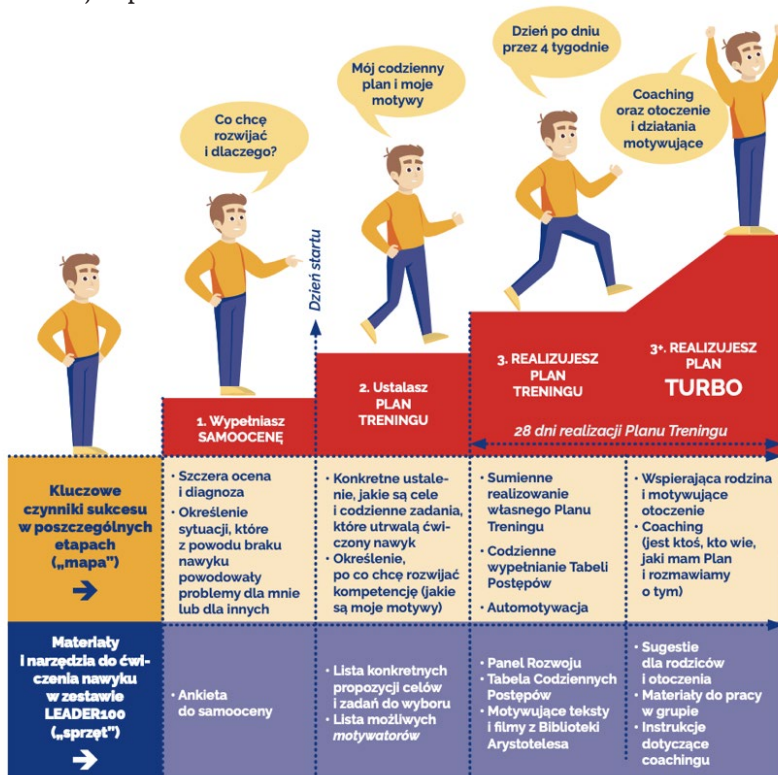 Co chcę
rozwijać
i dlaczego?
Mój codzienny
plan i moje
motywy
Dzień po dniu
przez 4 tygodnie
Coaching
oraz otoczenie
i działania
motywujące
Dzień startu
1. Wypełniasz
SAMOOCENĘ
2. Ustalasz
PLAN
TRENINGU
3. REALIZUJESZ
PLAN
TRENINGU
3+. REALIZUJESZ
PLAN
TURBO
28 dni realizacji Planu Treningu
Kluczowe
czynniki sukcesu
w poszczególnych
etapach
(„mapa”)
• Szczera ocena
i diagnoza
• Określenie
sytuacji, które
z powodu braku
nawyku
powodowały
problemy dla mnie
lub dla innych
• Konkretne ustale-
nie, jakie są cele
i codzienne zadania,
które utrwalą ćwi-
czony nawyk
• Określenie,
po co chcę rozwijać
kompetencję (jakie
są moje motywy)
• Sumienne
realizowanie
własnego Planu
Treningu
• Codzienne
wypełnianie Tabeli
Postępów
• Automotywacja
• Wspierająca rodzina
i motywujące
otoczenie
• Coaching
(jest ktoś, kto wie,
jaki mam Plan
i rozmawiamy
o tym)
Materiały
i narzędzia do ćwi-
czenia nawyku
w zestawie
LEADER100
(„sprzęt”)
• Ankieta
do samooceny
• Lista konkretnych
propozycji celów
i zadań do wyboru
• Lista możliwych
motywatorów
• Panel Rozwoju
• Tabela Codziennych
Postępów
• Motywujące teksty
i filmy z Biblioteki
Arystotelesa
• Sugestie
dla rodziców
i otoczenia
• Materiały do pracy
w grupie
• Instrukcje
dotyczące
coachingu